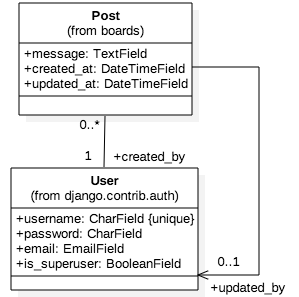 Post
(from boards)
+message: TextField
+created_at: DateTimeField
+updated_at: DateTimeField
0..*
1
+created_by
User
(from django.contrib.auth)
+username: CharField {unique}
+password: CharField
+email: EmailField
+is_superuser: BooleanField
0..1
+updated_by